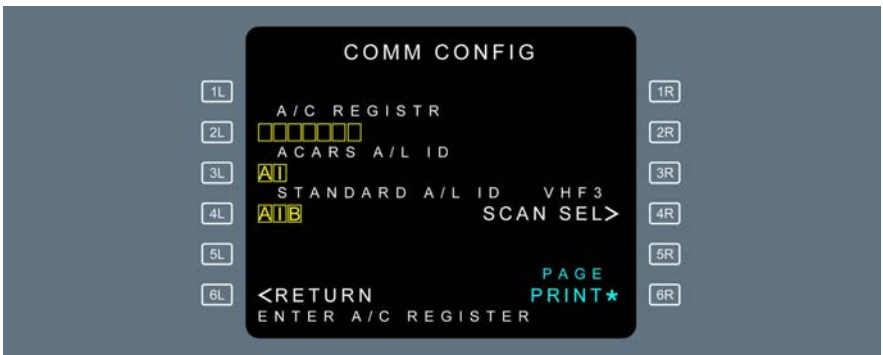 COMM CONFIG
1L 1R
A/C REGISTR
2L 2R
ACARS A/L ID
3L AI 3R
STANDARD A/L ID VHF3
4L AIB SCAN SEL> 4R
5L 5R
PAGE
6L <RETURN PRINT* 6R
ENTER A/C REGISTER